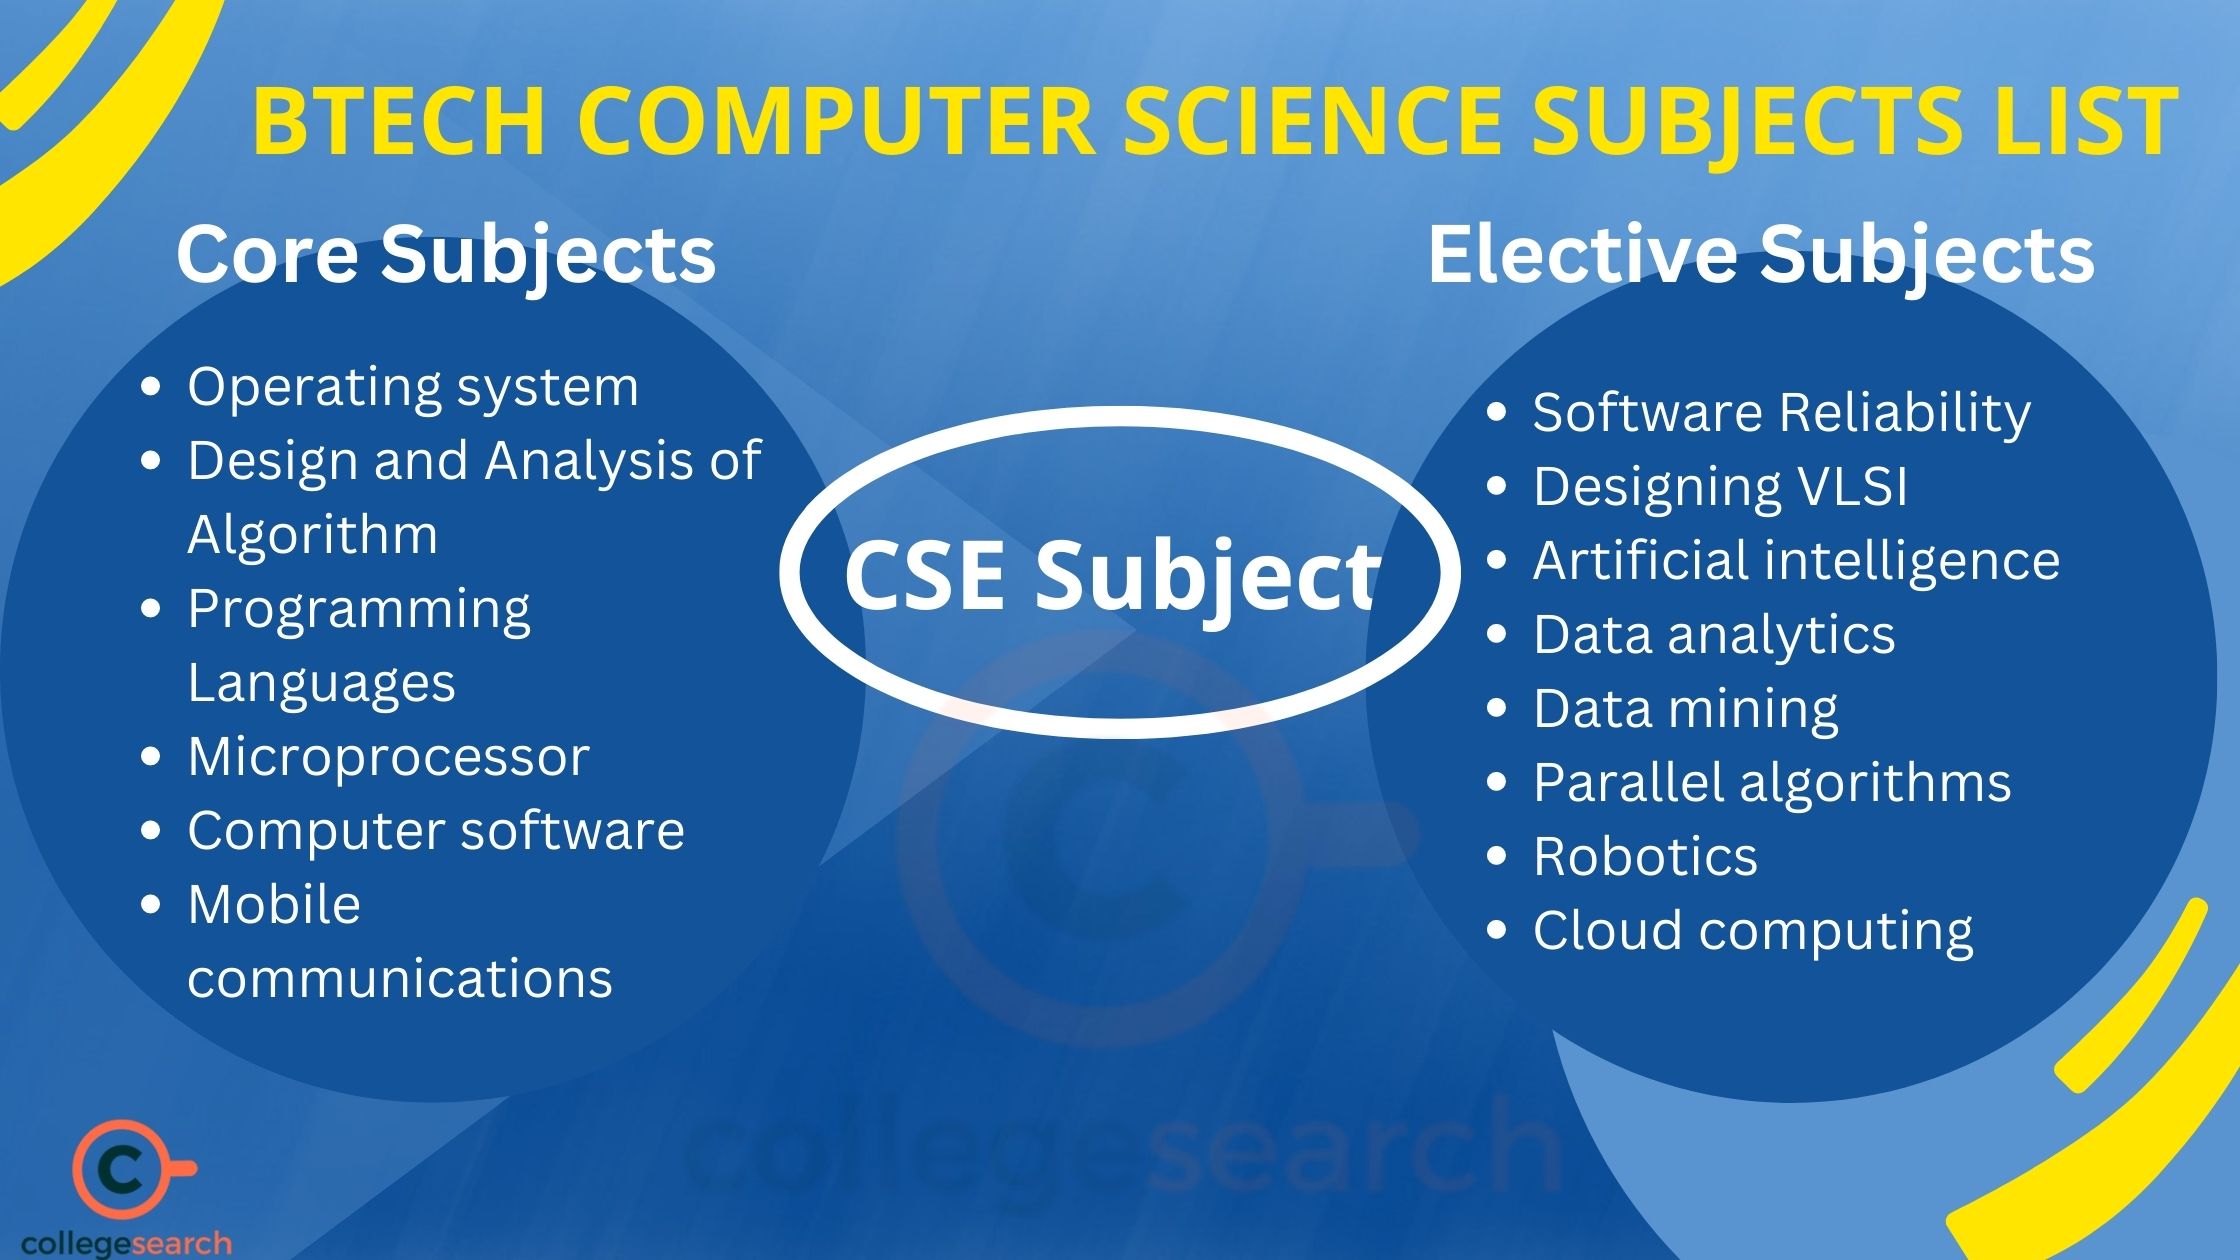 BTECH COMPUTER SCIENCE SUBJECTS LIST
Core Subjects
Operating system
Design and Analysis of
Algorithm
Programming
Languages
Microprocessor
Computer software
Mobile
communications
CSE Subject
Elective Subjects
Software Reliability
Designing VLSI
Artificial intelligence
Data analytics
Data mining
Parallel algorithms
Robotics
Cloud computing
C
collegesearch
C
collegesearch